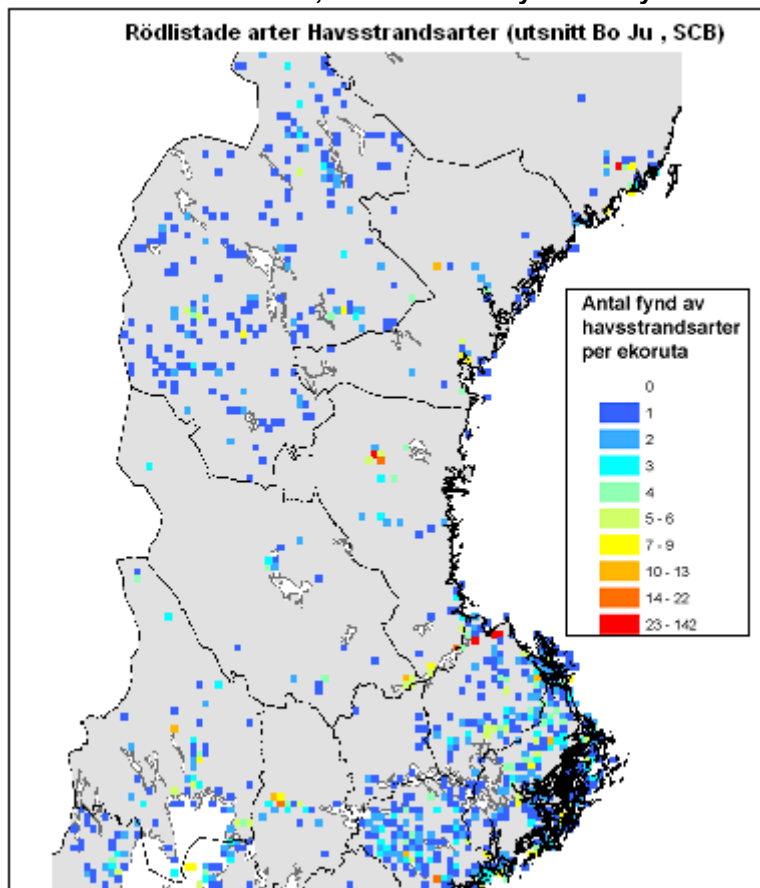 Rödlistade arter Havsstrandsarter (utsnitt Bo Ju , SCB)
Antal fynd av
havsstrandsarter
per ekoruta
0
1
2
3
4
5 - 6
7 - 9
10 - 13
14 - 22
23 - 142